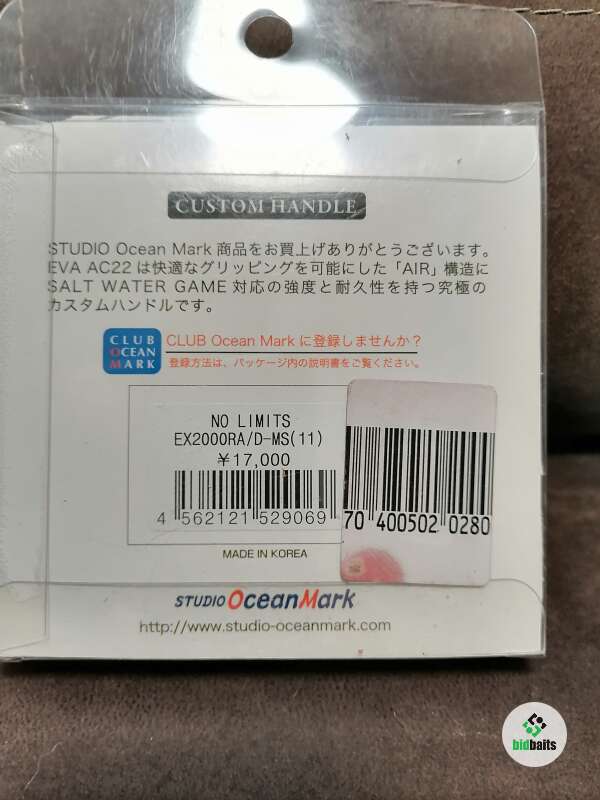 CUSTOM HANDLE
STUDIO Ocean Mark 商品をお買上げありがとうございます。
EVA AC22 は快適なグリッピングを可能にした「AIR」構造に
SALT WATER GAME 対応の強度と耐久性を持つ究極の
カスタムハンドルです。
CLUB
OCEAN
MARK
CLUB Ocean Mark に登録しませんか?
登録方法は、パッケージ内の説明書をご覧ください。
NO LIMITS
EX2000RA/D-MS(11)
¥17,000
4 562121 529069
70 400502 0280
MADE IN KOREA
STUDIO OceanMark
http://www.studio-oceanmark.com
bidbaits